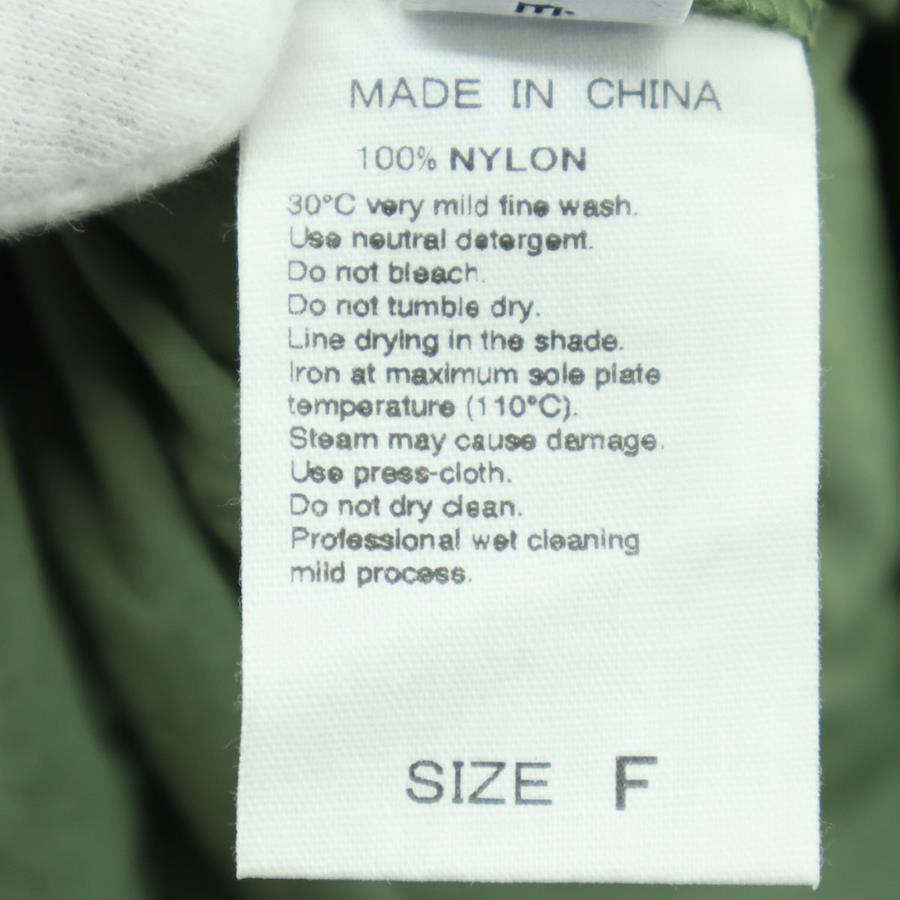 MADE IN CHINA
100% NYLON
30°C very mild fine wash.
Use neutral detergent.
Do not bleach.
Do not tumble dry.
Line drying in the shade.
Iron at maximum sole plate
temperature (110°C).
Steam may cause damage.
Use press-cloth.
Do not dry clean.
Professional wet cleaning
mild process.
SIZE F